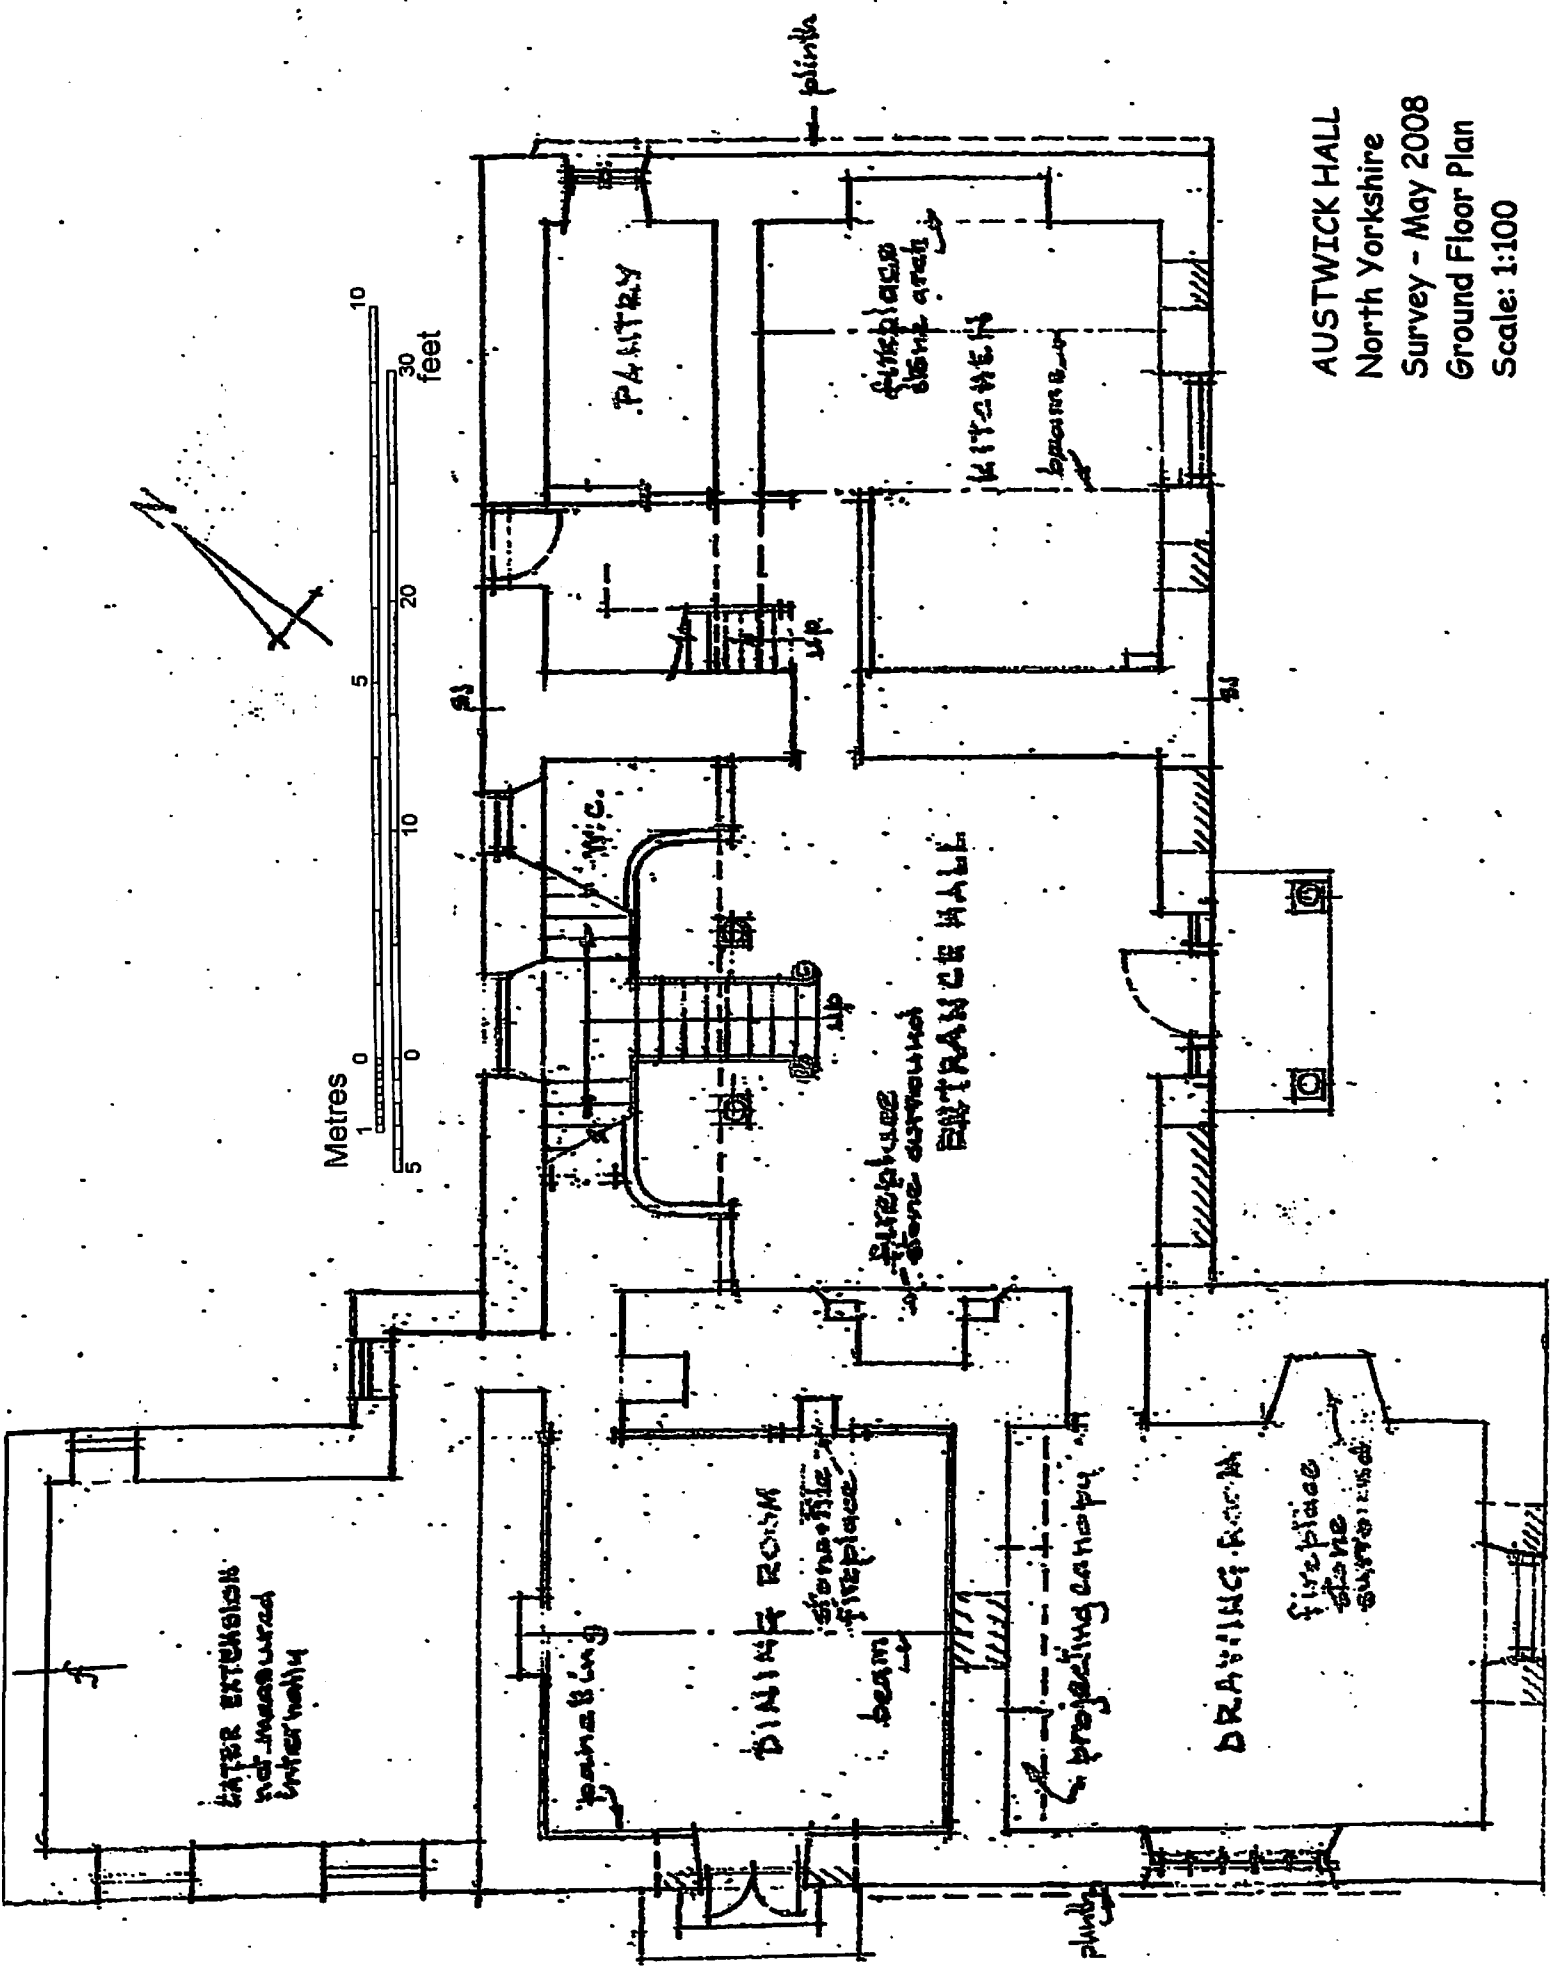 AUSTWICK HALL
North Yorkshire
Survey - May 2008
Ground Floor Plan
Scale: 1:100
Metres
1
0
5
10
5
0
10
20
30
feet
N
LATER EXTENSION
not measured
internally
panelling
DINING ROOM
stone tile
fireplace
beam
projecting canopy
DRAWING ROOM
fireplace
stone
surround
plinth
fireplace
stone surround
ENTRANCE HALL
up
W.C.
SJ
SJ
up
PANTRY
fireplace
stone arch
KITCHEN
beams
plinth